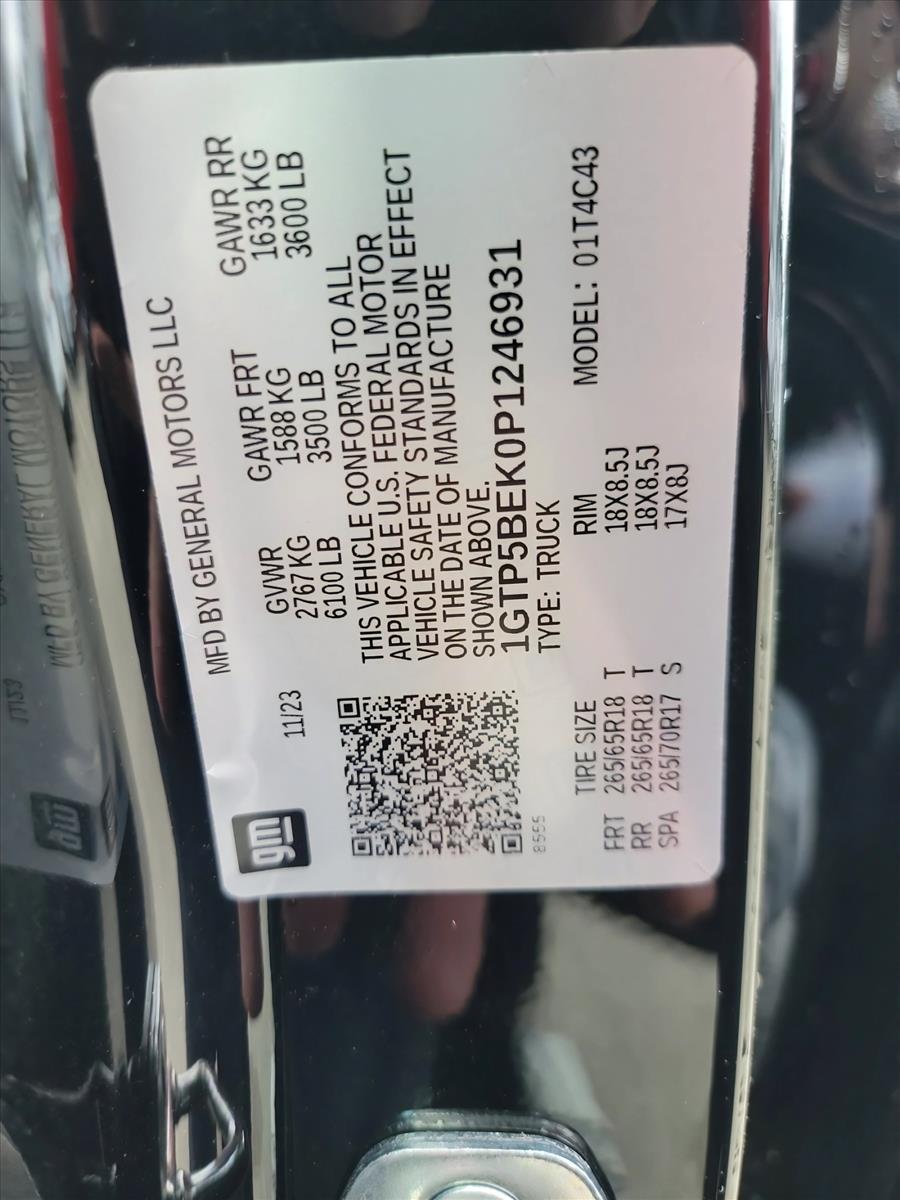 gm
11/23
MFD BY GENERAL MOTORS LLC
GVWR GAWR FRT GAWR RR
2767 KG 1588 KG 1633 KG
6100 LB 3500 LB 3600 LB
THIS VEHICLE CONFORMS TO ALL
APPLICABLE U.S. FEDERAL MOTOR
VEHICLE SAFETY STANDARDS IN EFFECT
ON THE DATE OF MANUFACTURE
SHOWN ABOVE.
1GTP5BEK0P1246931
TYPE: TRUCK
8555
TIRE SIZE RIM MODEL: 01T4C43
FRT 265/65R18 T 18X8.5J
RR 265/65R18 T 18X8.5J
SPA 265/70R17 S 17X8J